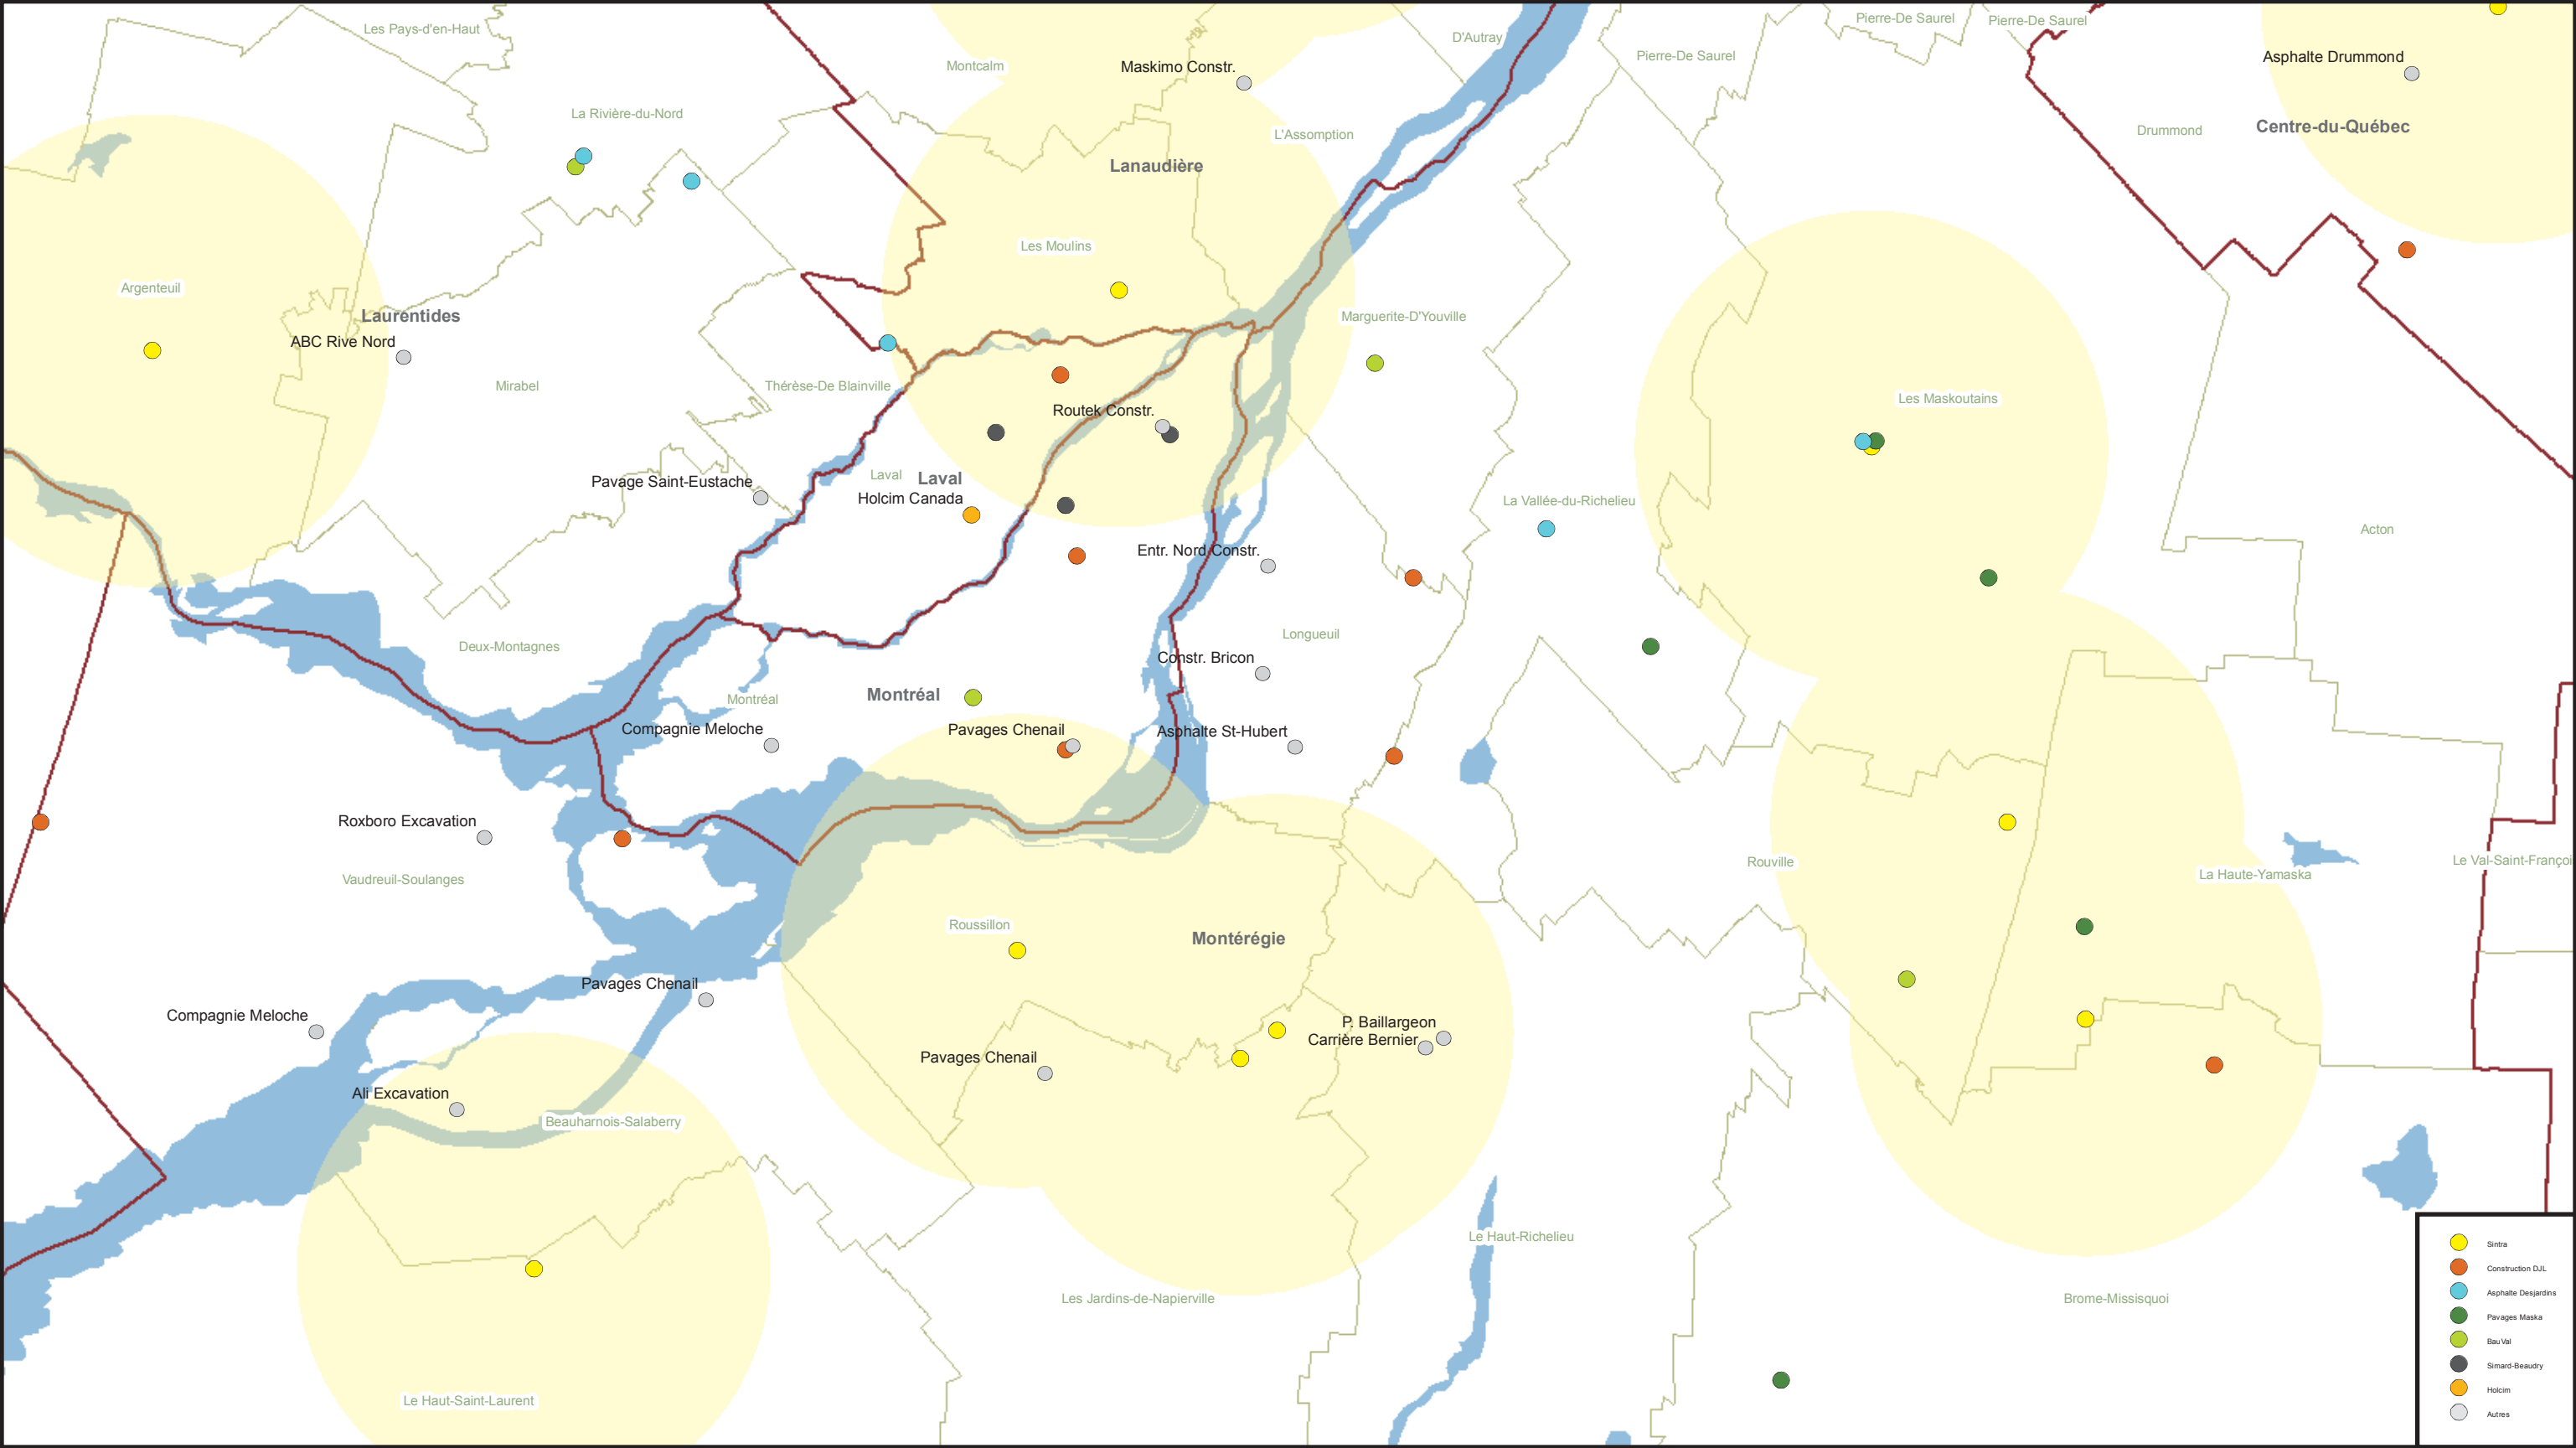 Les Pays-d'en-Haut
Pierre-De Saurel
Pierre-De Saurel
D'Autray
Pierre-De Saurel
Asphalte Drummond
Montcalm
Maskimo Constr.
La Rivière-du-Nord
Centre-du-Québec
Drummond
L'Assomption
Lanaudière
Les Moulins
Argenteuil
Laurentides
Marguerite-D'Youville
ABC Rive Nord
Mirabel
Thérèse-De Blainville
Les Maskoutains
Routek Constr.
Laval
Laval
Pavage Saint-Eustache
Holcim Canada
La Vallée-du-Richelieu
Acton
Entr. Nord Constr.
Longueuil
Deux-Montagnes
Constr. Bricon
Montréal
Montréal
Compagnie Meloche
Pavages Chenail
Asphalte St-Hubert
Roxboro Excavation
Rouville
Le Val-Saint-Françoi
La Haute-Yamaska
Vaudreuil-Soulanges
Roussillon
Montérégie
Pavages Chenail
Compagnie Meloche
P. Baillargeon
Carrière Bernier
Pavages Chenail
Ali Excavation
Beauharnois-Salaberry
Le Haut-Richelieu
Les Jardins-de-Napierville
Brome-Missisquoi
Le Haut-Saint-Laurent
Sintra
Construction DJL
Asphalte Desjardins
Pavages Maska
BauVal
Simard-Beaudry
Holcim
Autres